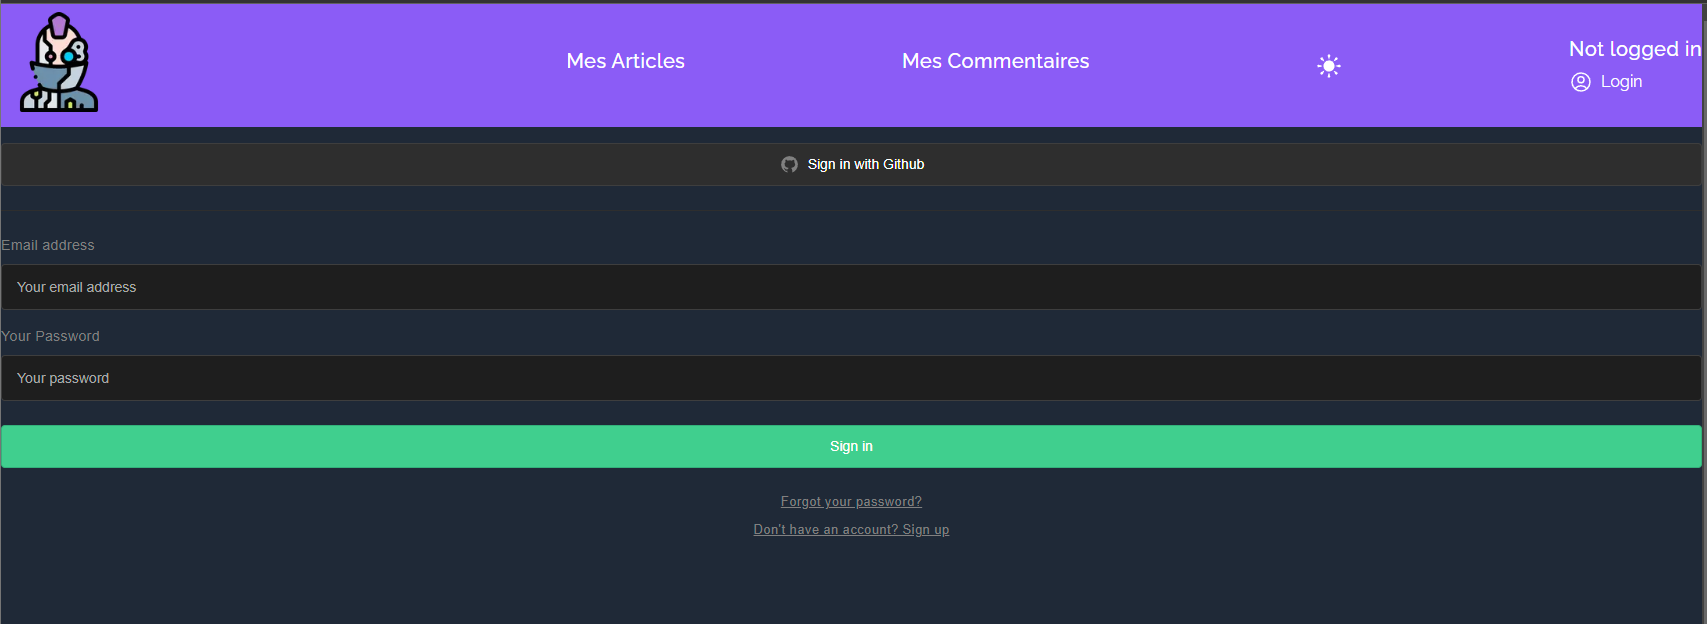 Mes Articles
Mes Commentaires
Not logged in
Login
Sign in with Github
Email address
Your email address
Your Password
Your password
Sign in
Forgot your password?
Don't have an account? Sign up